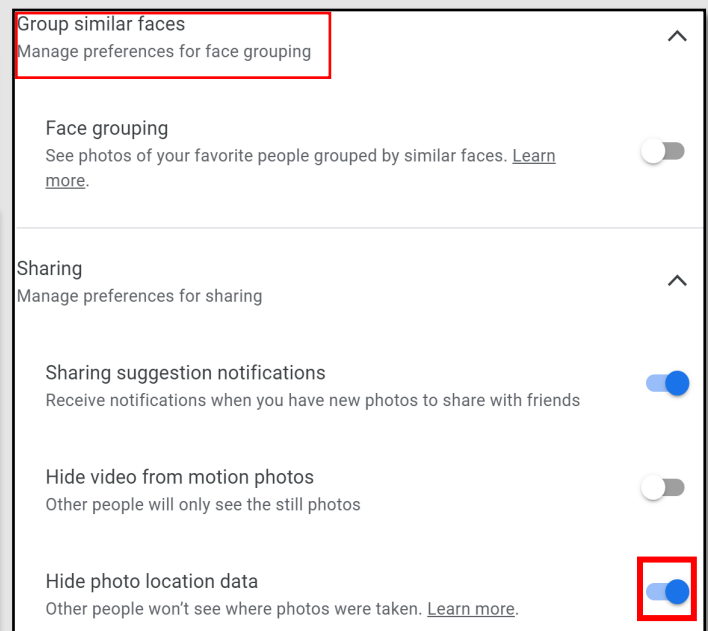 Group similar faces
Manage preferences for face grouping
Face grouping
See photos of your favorite people grouped by similar faces. Learn
more.
Sharing
Manage preferences for sharing
Sharing suggestion notifications
Receive notifications when you have new photos to share with friends
Hide video from motion photos
Other people will only see the still photos
Hide photo location data
Other people won't see where photos were taken. Learn more.